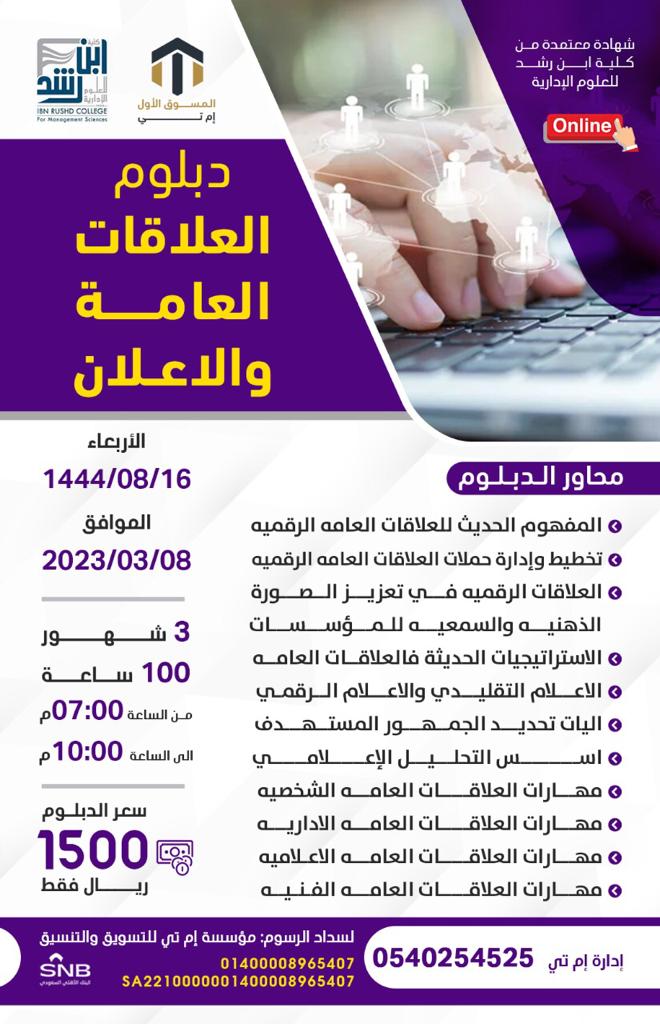 شهادة معتمدة من
كلية ابن رشد
للعلوم الإدارية
Online
المسوق الأول
إم تي
كلية
ابن رشد
للعلوم
الإدارية
IBN RUSHD COLLEGE
For Management Sciences
دبلوم
العلاقات
العامة
والاعلان
الأربعاء
1444/08/16
الموافق
2023/03/08
3 شهور
100 ساعة
من الساعة 07:00م
الى الساعة 10:00م
سعر الدبلوم
1500
ريال فقط
محاور الدبلوم
المفهوم الحديث للعلاقات العامه الرقميه
تخطيط وإدارة حملات العلاقات العامه الرقميه
العلاقات الرقميه في تعزيز الصورة
الذهنيه والسمعيه للمؤسسات
الاستراتيجيات الحديثة فالعلاقات العامه
الاعلام التقليدي والاعلام الرقمي
اليات تحديد الجمهور المستهدف
اسس التحليل الإعلامي
مهارات العلاقات العامه الشخصيه
مهارات العلاقات العامه الاداريه
مهارات العلاقات العامه الاعلاميه
مهارات العلاقات العامه الفنيه
إدارة إم تي 0540254525
لسداد الرسوم: مؤسسة إم تي للتسويق والتنسيق
01400008965407
SA2210000001400008965407
SNB
البنك الأهلي السعودي